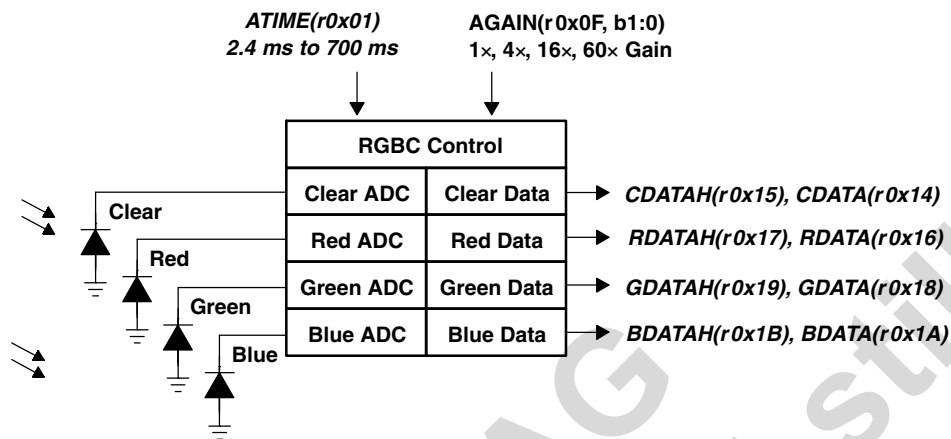 ATIME(r0x01)
2.4 ms to 700 ms
AGAIN(r0x0F, b1:0)
1×, 4×, 16×, 60× Gain
RGBC Control
Clear
Clear ADC
Clear Data
CDATAH(r0x15), CDATA(r0x14)
Red
Red ADC
Red Data
RDATAH(r0x17), RDATA(r0x16)
Green
Green ADC
Green Data
GDATAH(r0x19), GDATA(r0x18)
Blue
Blue ADC
Blue Data
BDATAH(r0x1B), BDATA(r0x1A)
AG
still